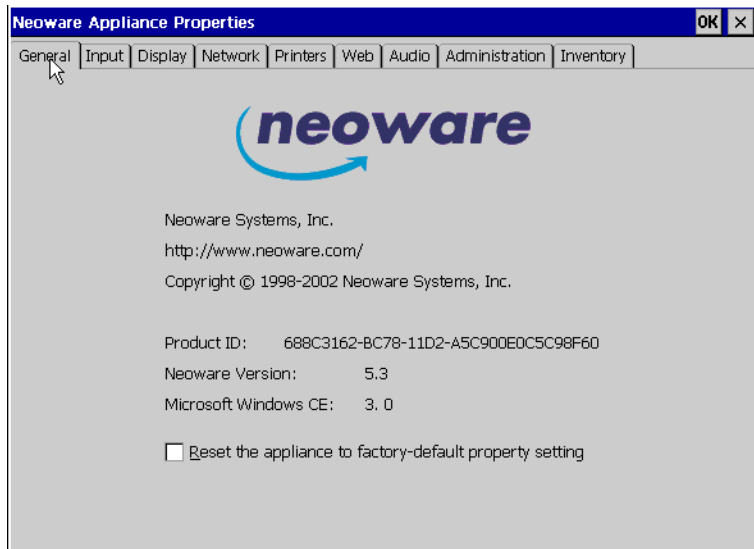 Neoware Appliance Properties OK ×
General Input Display Network Printers Web Audio Administration Inventory
neoware
Neoware Systems, Inc.
http://www.neoware.com/
Copyright © 1998-2002 Neoware Systems, Inc.
Product ID: 688C3162-BC78-11D2-A5C900E0C5C98F60
Neoware Version: 5.3
Microsoft Windows CE: 3. 0
Reset the appliance to factory-default property setting